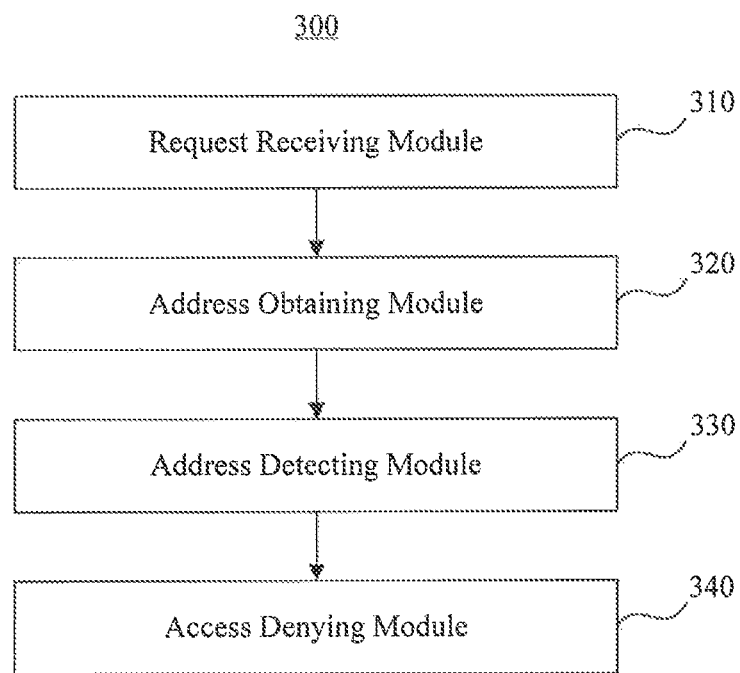 300
310
Request Receiving Module
320
Address Obtaining Module
330
Address Detecting Module
340
Access Denying Module